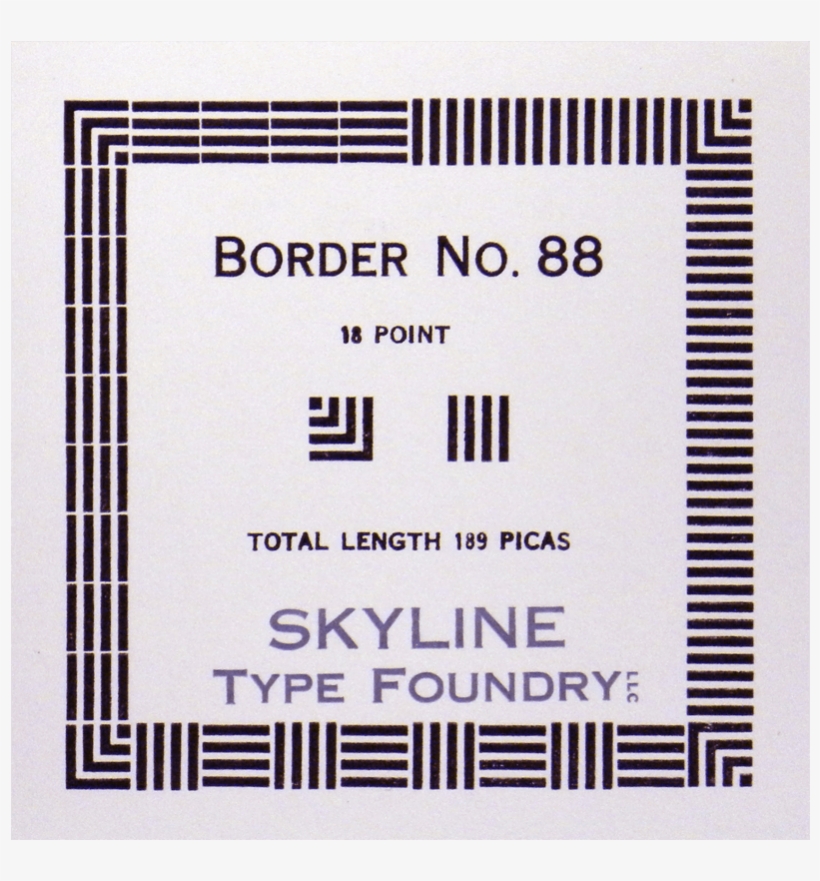 BORDER NO. 88
18 POINT
TOTAL LENGTH 189 PICAS
SKYLINE
TYPE FOUNDRY LLC